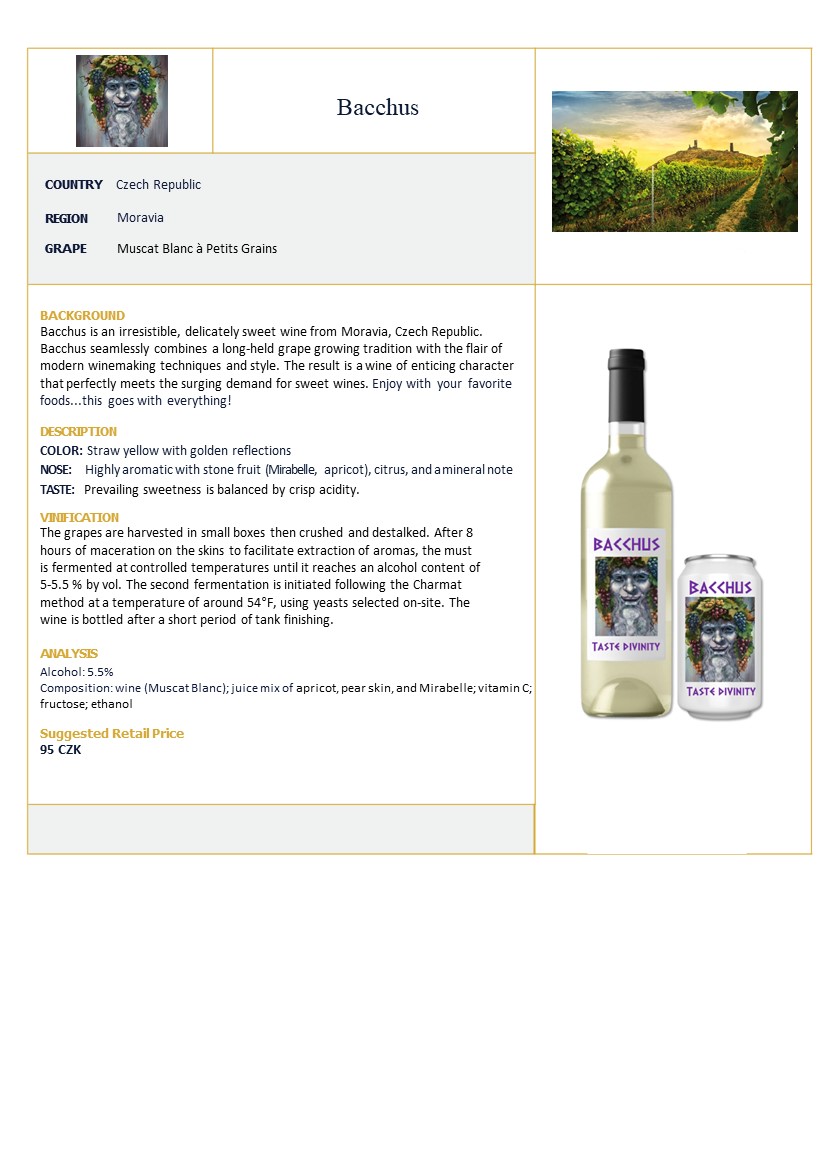 Bacchus
COUNTRY Czech Republic
REGION Moravia
GRAPE Muscat Blanc à Petits Grains
BACKGROUND
Bacchus is an irresistible, delicately sweet wine from Moravia, Czech Republic.
Bacchus seamlessly combines a long-held grape growing tradition with the flair of
modern winemaking techniques and style. The result is a wine of enticing character
that perfectly meets the surging demand for sweet wines. Enjoy with your favorite
foods...this goes with everything!
DESCRIPTION
COLOR: Straw yellow with golden reflections
NOSE: Highly aromatic with stone fruit (Mirabelle, apricot), citrus, and a mineral note
TASTE: Prevailing sweetness is balanced by crisp acidity.
VINIFICATION
The grapes are harvested in small boxes then crushed and destalked. After 8
hours of maceration on the skins to facilitate extraction of aromas, the must
is fermented at controlled temperatures until it reaches an alcohol content of
5-5.5 % by vol. The second fermentation is initiated following the Charmat
method at a temperature of around 54°F, using yeasts selected on-site. The
wine is bottled after a short period of tank finishing.
ANALYSIS
Alcohol: 5.5%
Composition: wine (Muscat Blanc); juice mix of apricot, pear skin, and Mirabelle; vitamin C;
fructose; ethanol
Suggested Retail Price
95 CZK
BACCHUS
TASTE DIVINITY
BACCHUS
TASTE DIVINITY